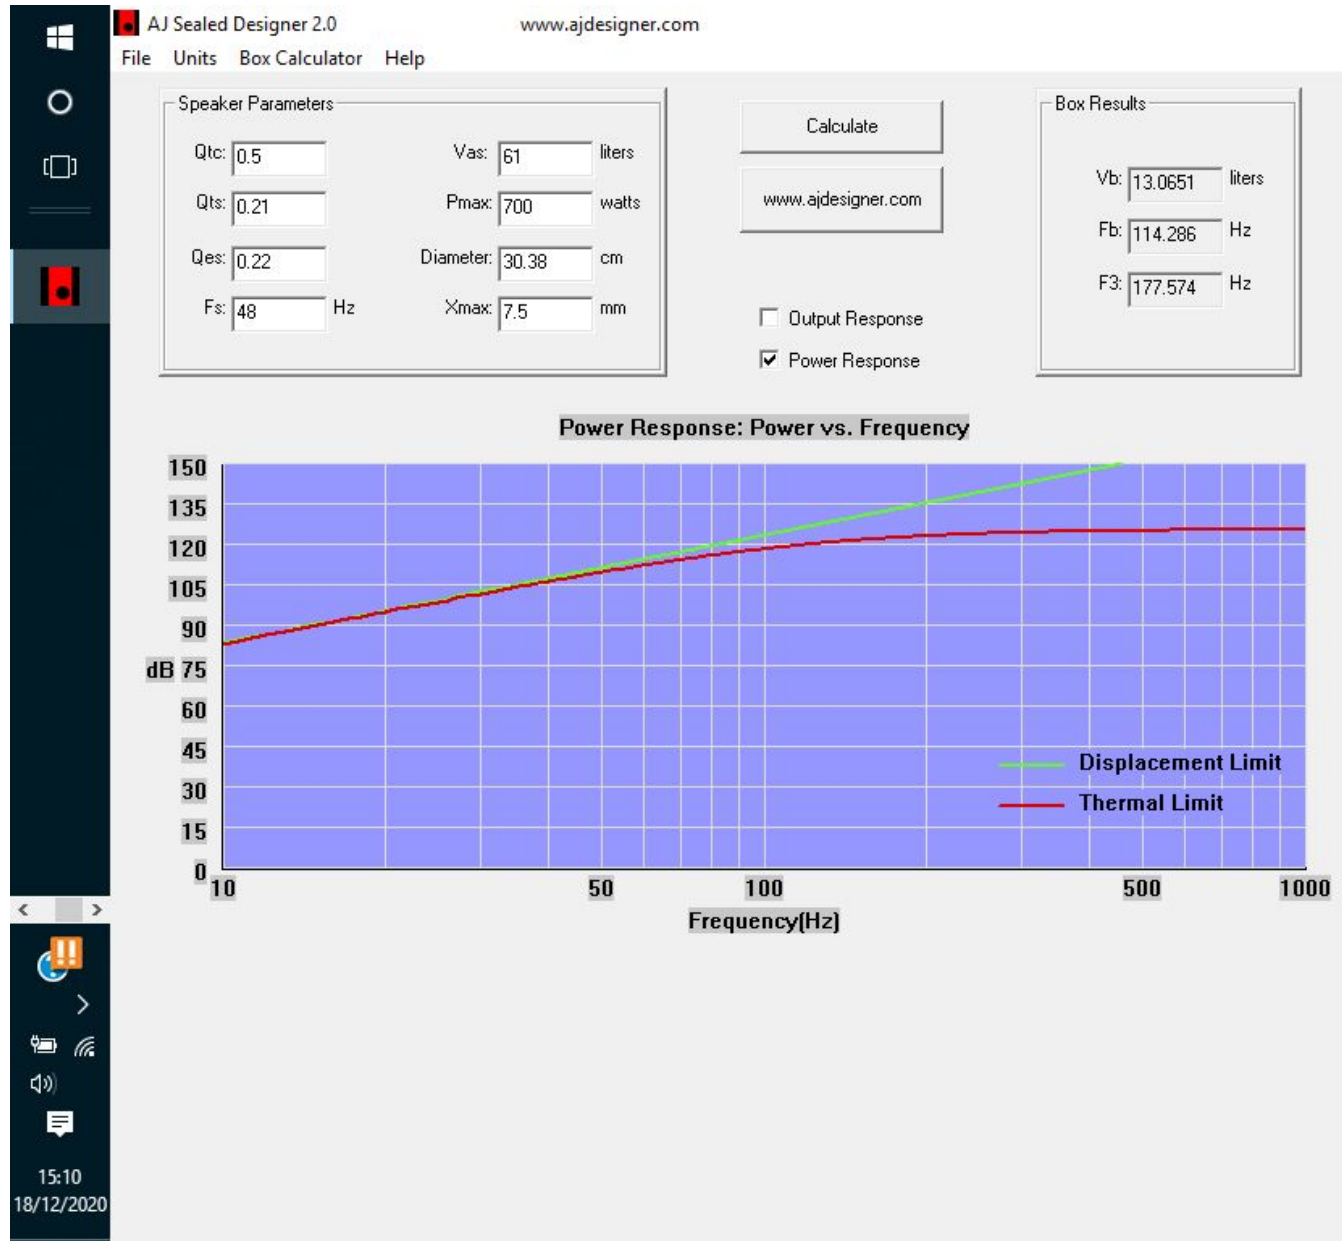 AJ Sealed Designer 2.0 www.ajdesigner.com
File Units Box Calculator Help
Speaker Parameters
Qtc: 0.5 Vas: 61 liters
Qts: 0.21 Pmax: 700 watts
Qes: 0.22 Diameter: 30.38 cm
Fs: 48 Hz Xmax: 7.5 mm
Calculate
www.ajdesigner.com
Output Response
Power Response
Box Results
Vb: 13.0651 liters
Fb: 114.286 Hz
F3: 177.574 Hz
Power Response: Power vs. Frequency
150
135
120
105
90
dB 75
60
45
30
15
0
Displacement Limit
Thermal Limit
10 50 100 500 1000
Frequency(Hz)
15:10
18/12/2020